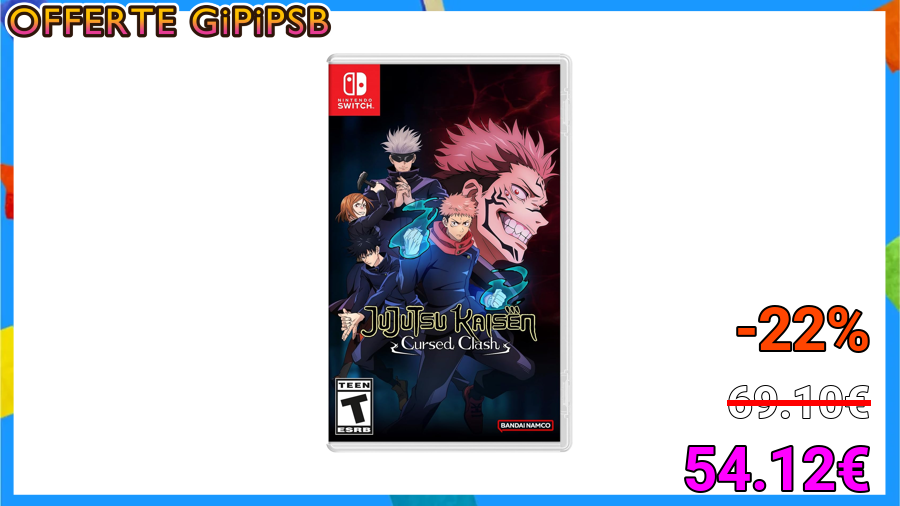 OFFERTE GiPiPSB
NINTENDO
SWITCH.
JUJUTSU KAISEN
Cursed Clash
TEEN
T
ESRB
BANDAI NAMCO
-22%
69.10€
54.12€